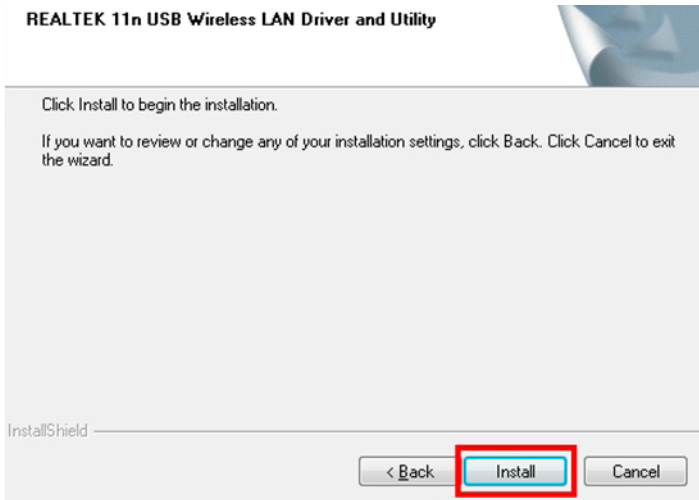 REALTEK 11n USB Wireless LAN Driver and Utility
Click Install to begin the installation.
If you want to review or change any of your installation settings, click Back. Click Cancel to exit
the wizard.
InstallShield
< Back
Install
Cancel